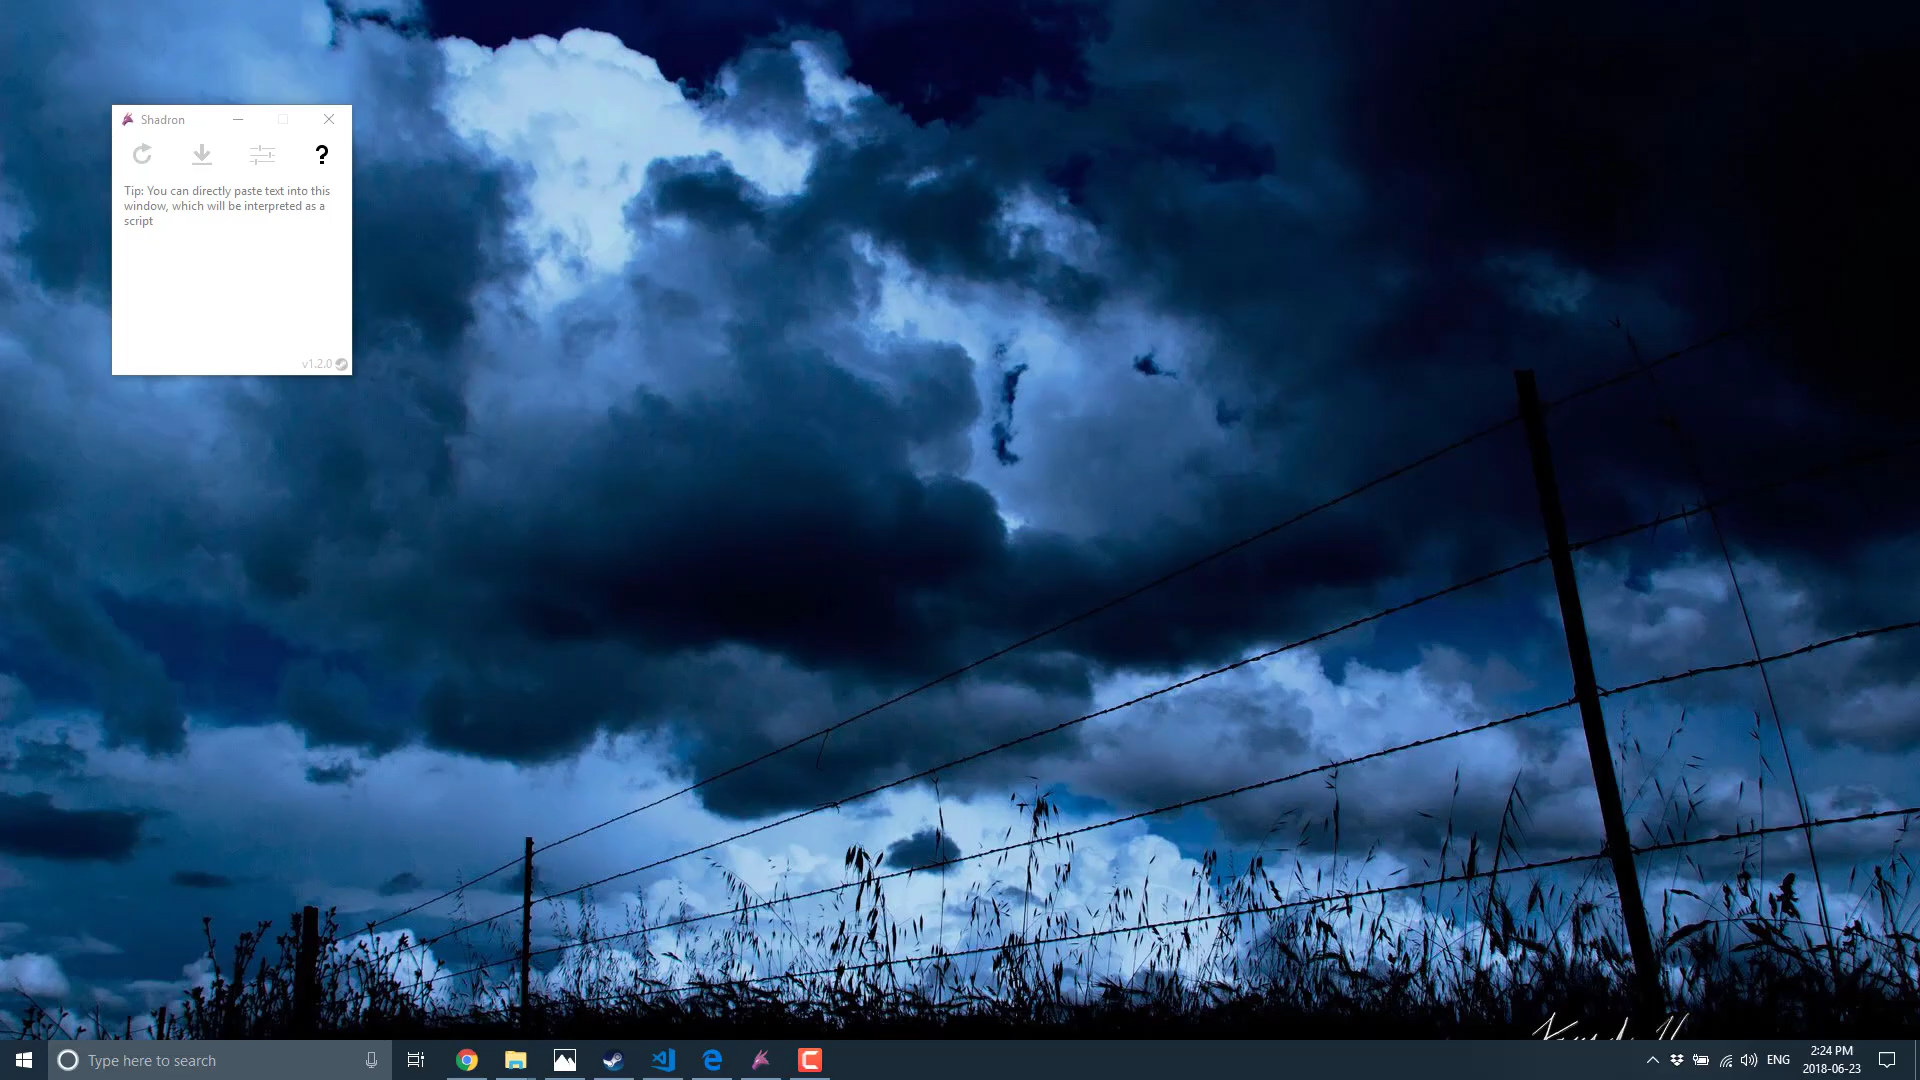 Shadron
?
Tip: You can directly paste text into this
window, which will be interpreted as a
script
v1.2.0
Type here to search
ENG
2:24 PM
2018-06-23